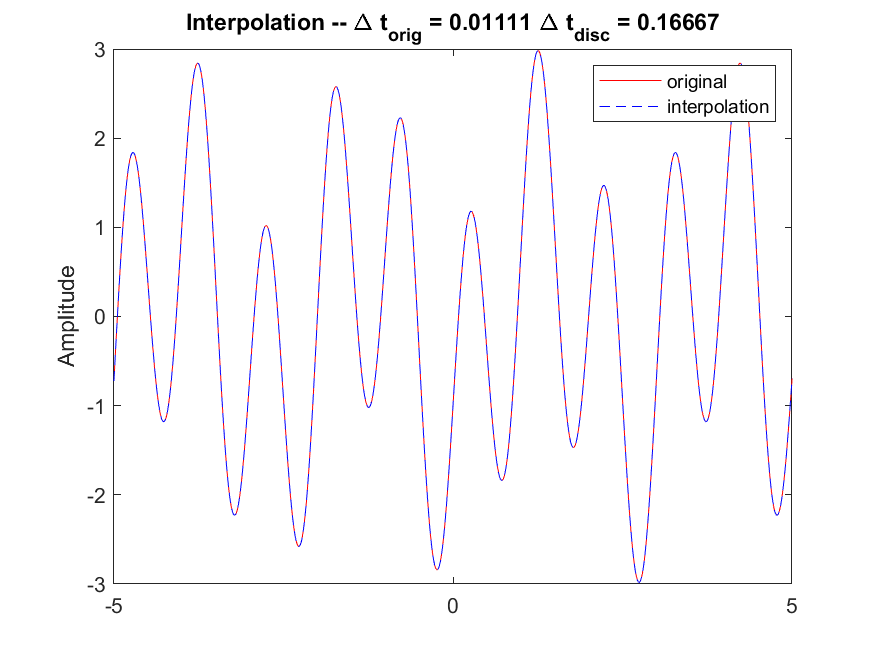 Interpolation -- Δ t_orig = 0.01111 Δ t_disc = 0.16667
3
original
interpolation
2
1
Amplitude
0
-1
-2
-3
-5
0
5